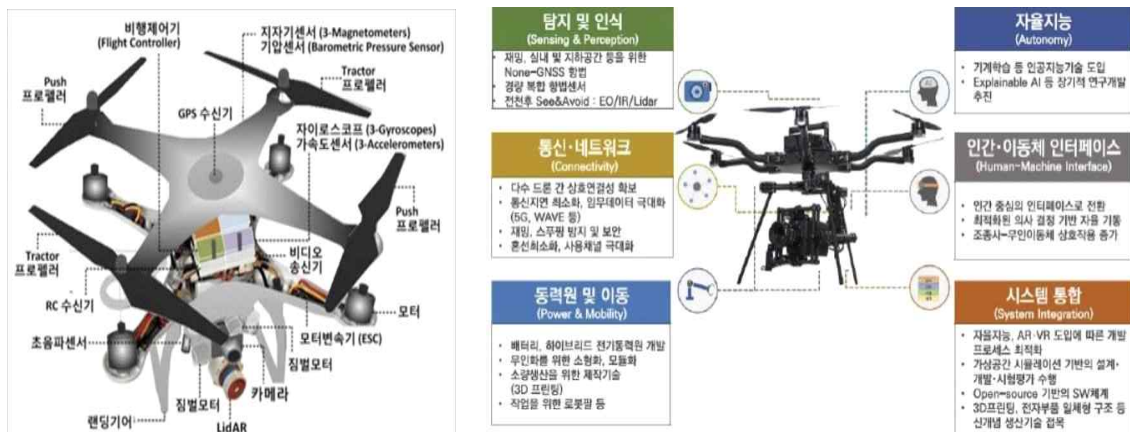 비행제어기
(Flight Controller)
지자기센서 (3-Magnetometers)
기압센서 (Barometric Pressure Sensor)
Push
프로펠러
Tractor
프로펠러
GPS 수신기
자이로스코프 (3-Gyroscopes)
가속도센서 (3-Accelerometers)
Push
프로펠러
Tractor
프로펠러
비디오
송신기
RC 수신기
모터
초음파센서
모터변속기 (ESC)
짐벌모터
짐벌모터
카메라
랜딩기어
LidAR
탐지 및 인식
(Sensing & Perception)
• 재밍, 실내 및 지하공간 등을 위한
None-GNSS 항법
• 경량 복합 항법센서
• 전천후 See&Avoid : EO/IR/Lidar
통신·네트워크
(Connectivity)
• 다수 드론 간 상호연결성 확보
• 통신지연 최소화, 임무데이터 극대화
(5G, WAVE 등)
• 재밍, 스푸핑 방지 및 보안
• 혼선최소화, 사용채널 극대화
동력원 및 이동
(Power & Mobility)
• 배터리, 하이브리드 전기동력원 개발
• 무인화를 위한 소형화, 모듈화
• 소량생산을 위한 제작기술
(3D 프린팅)
• 작업을 위한 로봇팔 등
자율지능
(Autonomy)
• 기계학습 등 인공지능기술 도입
• Explainable AI 등 장기적 연구개발
추진
인간·이동체 인터페이스
(Human-Machine Interface)
• 인간 중심의 인터페이스로 전환
• 최적화된 의사 결정 기반 자율 기동
• 조종사-무인이동체 상호작용 증가
시스템 통합
(System Integration)
• 자율지능, AR·VR 도입에 따른 개발
프로세스 최적화
• 가상공간 시뮬레이션 기반의 설계·
개발·시험평가 수행
• Open-source 기반의 SW체계
• 3D프린팅, 전자부품 일체형 구조 등
신개념 생산기술 접목